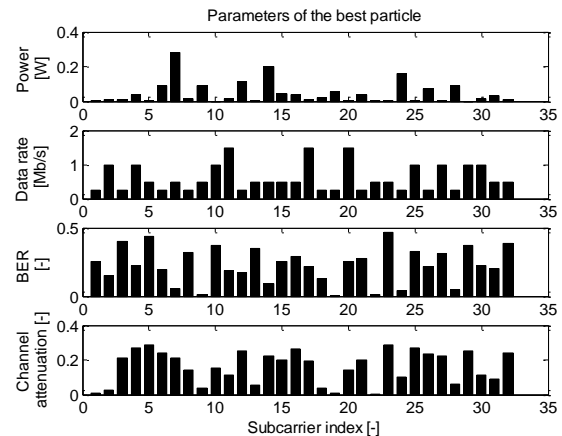 Parameters of the best particle
0.4
0.2
0
Power
[W]
0 5 10 15 20 25 30 35
2
1
0
Data rate
[Mb/s]
0 5 10 15 20 25 30 35
0.5
0
BER
[-]
0 5 10 15 20 25 30 35
0.4
0.2
0
Channel
attenuation [-]
0 5 10 15 20 25 30 35
Subcarrier index [-]